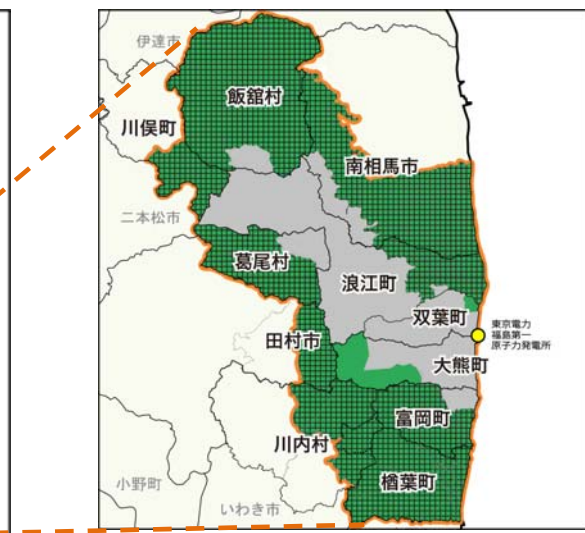 伊達市
飯舘村
川俣町
南相馬市
二本松市
葛尾村
浪江町
双葉町
東京電力
福島第一
原子力発電所
田村市
大熊町
富岡町
川内村
楢葉町
小野町
いわき市